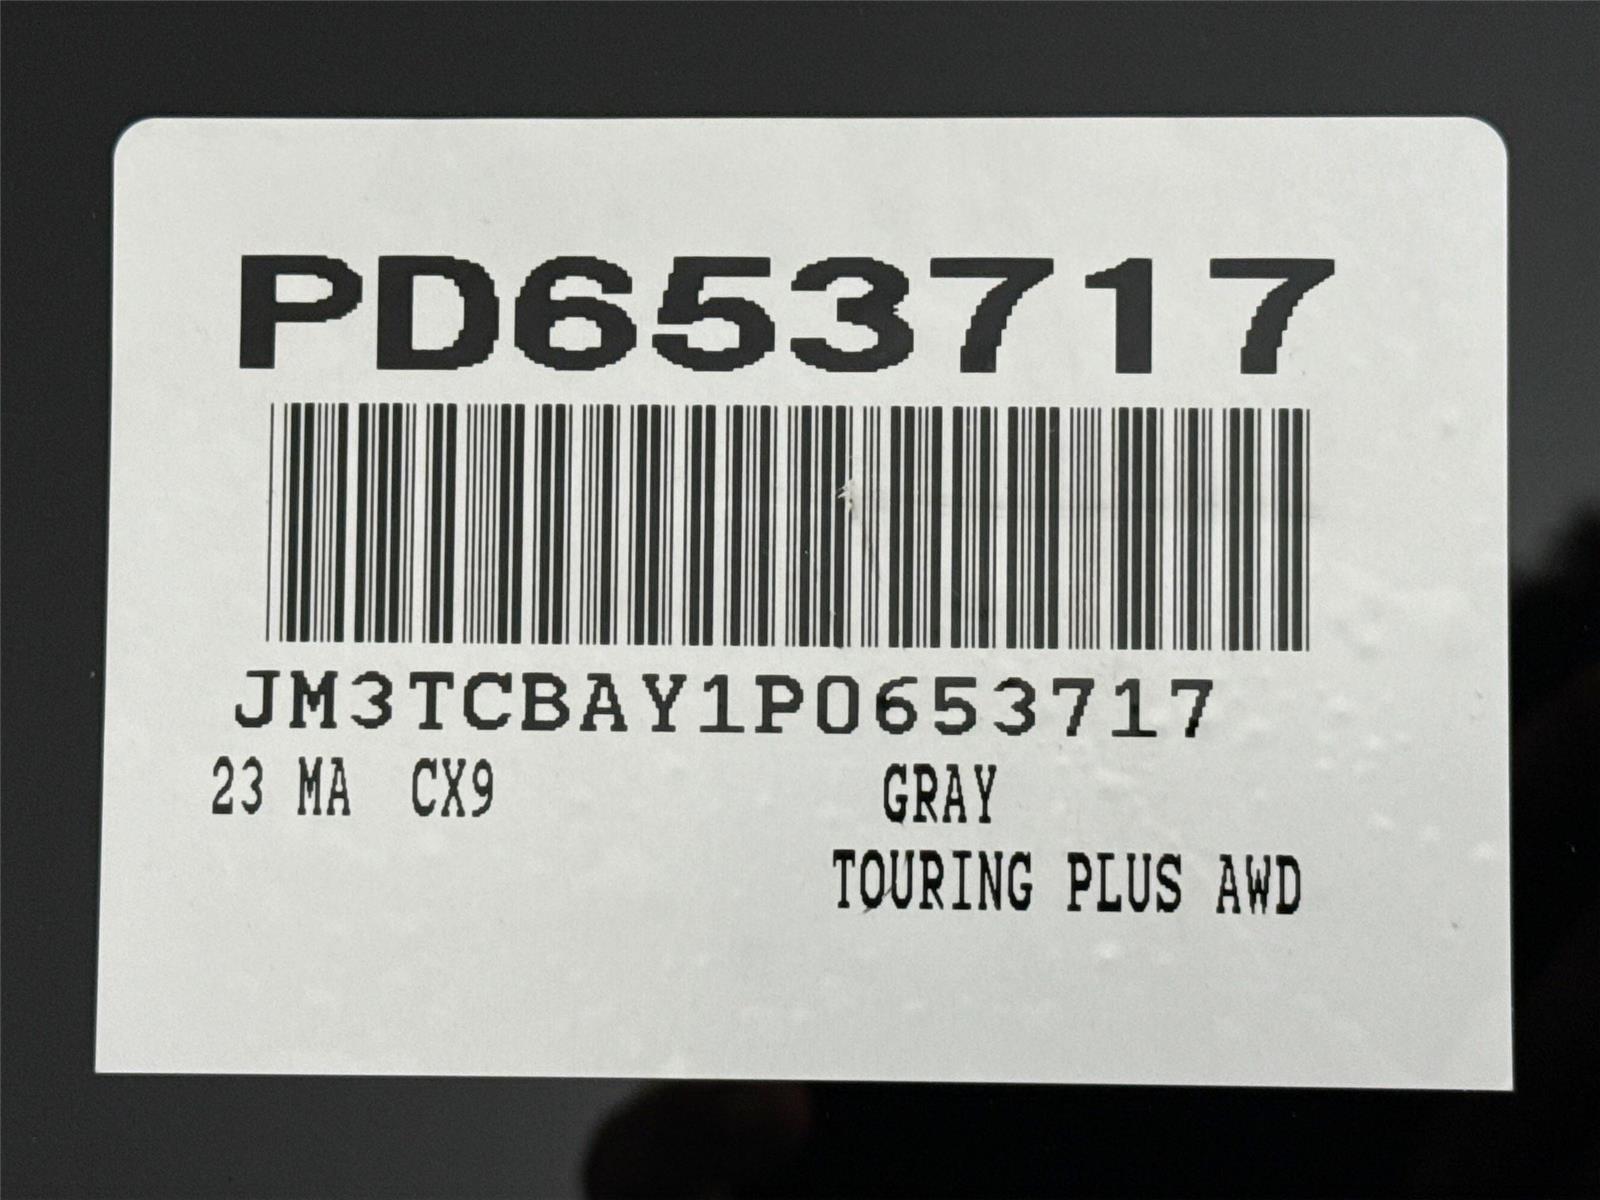 PD653717
JM3TCBAY1P0653717
23 MA CX9 GRAY
TOURING PLUS AWD